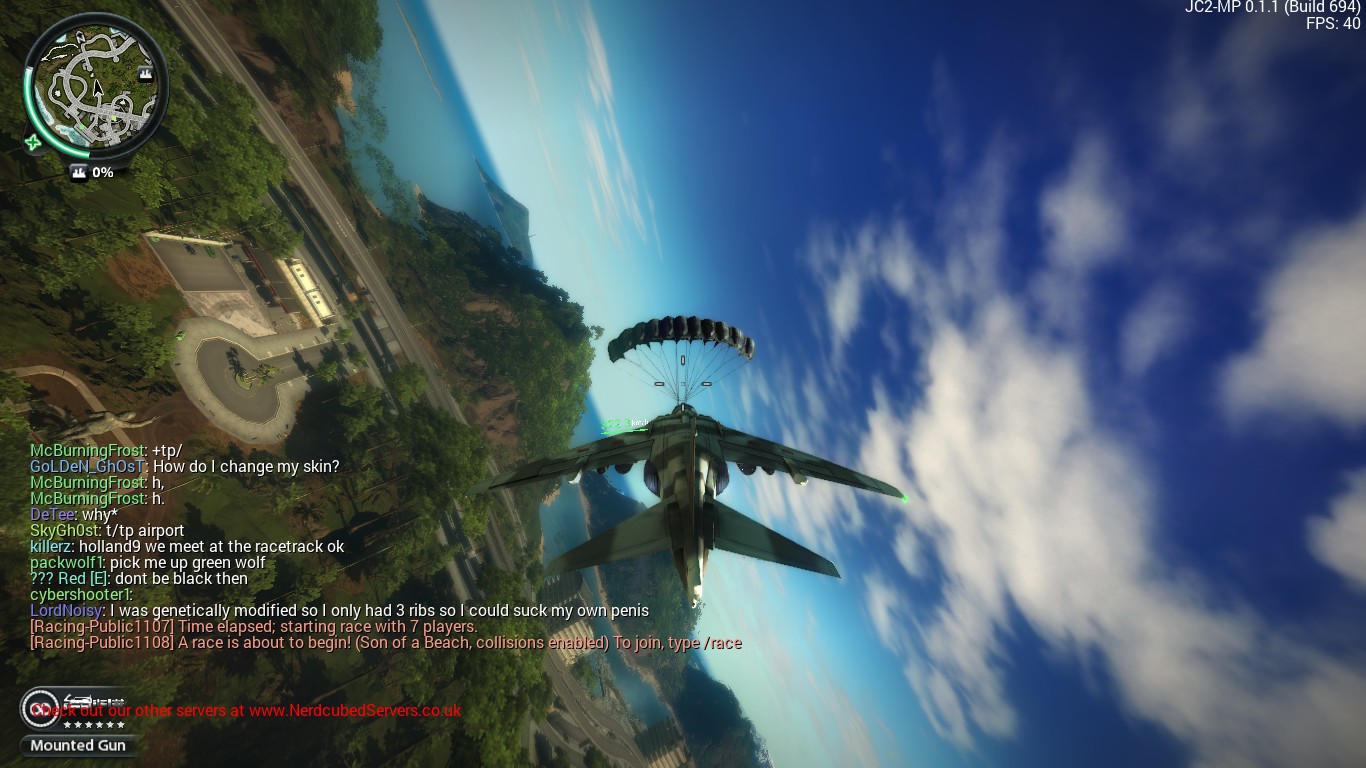 JC2-MP 0.1.1 (Build 694)
FPS: 40
0%
McBurningFrost: +tp/
GoLDeN_GhOsT: How do I change my skin?
McBurningFrost: h,
McBurningFrost: h.
DeTee: why*
SkyGh0st: t/tp airport
killerz: holland9 we meet at the racetrack ok
packwolf1: pick me up green wolf
??? Red [E]: dont be black then
cybershooter1:
LordNoisy: I was genetically modified so I only had 3 ribs so I could suck my own penis
[Racing-Public1107] Time elapsed; starting race with 7 players.
[Racing-Public1108] A race is about to begin! (Son of a Beach, collisions enabled) To join, type /race
Check out our other servers at www.NerdcubedServers.co.uk
Mounted Gun